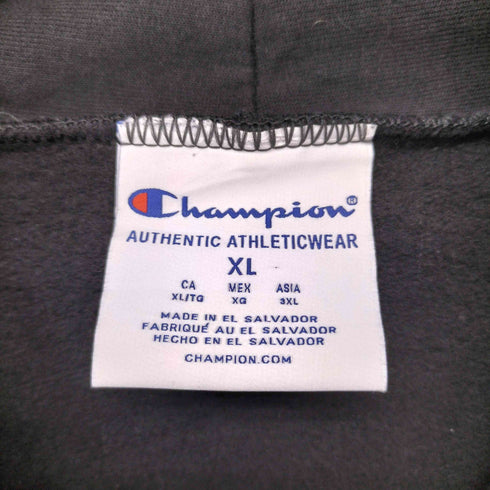 Champion®
AUTHENTIC ATHLETICWEAR
XL
CA MEX ASIA
XL/TG XG 3XL
MADE IN EL SALVADOR
FABRIQUÉ AU EL SALVADOR
HECHO EN EL SALVADOR
CHAMPION.COM